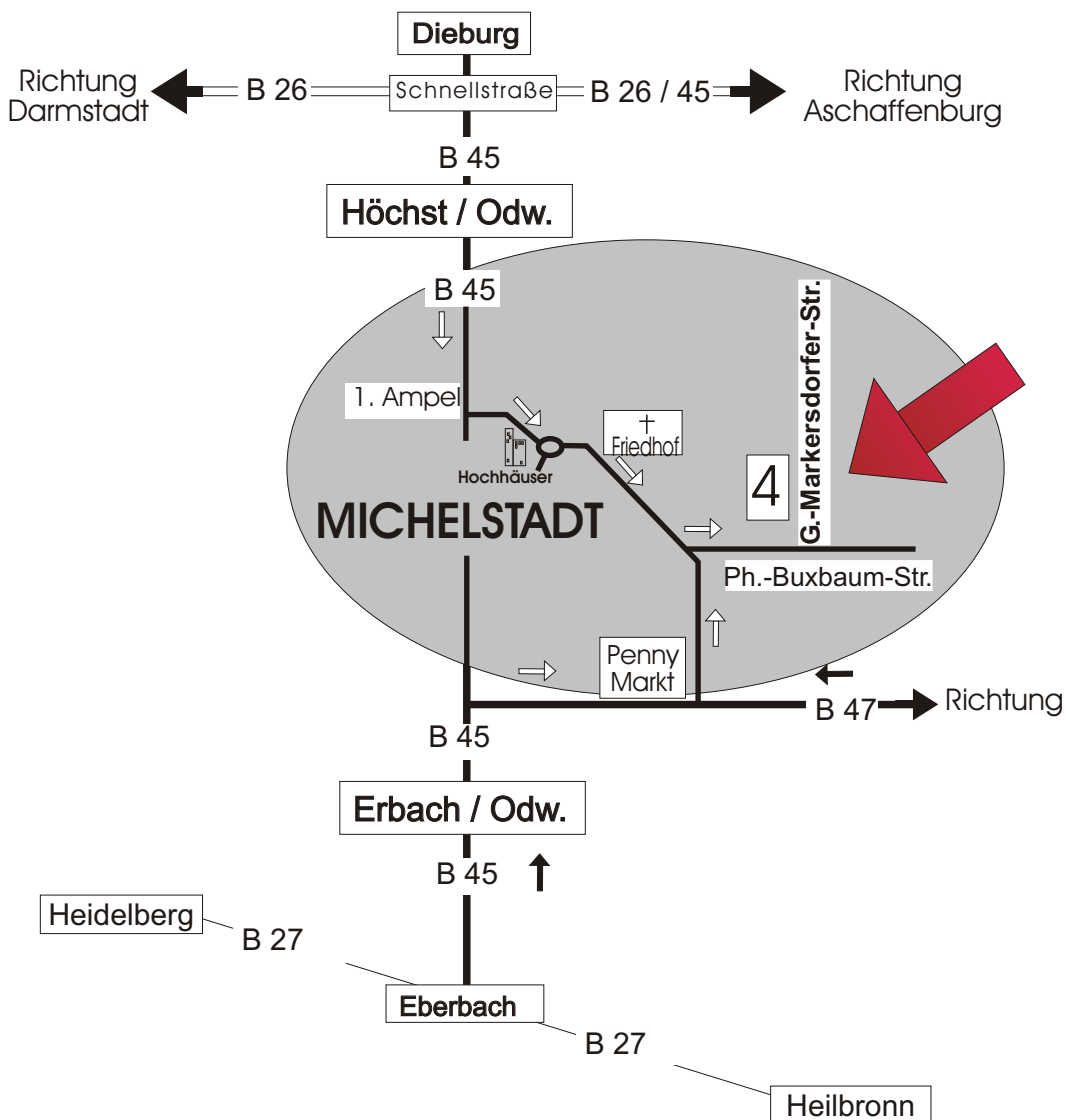 Dieburg
Richtung
Darmstadt
B 26
Schnellstraße
B 26 / 45
Richtung
Aschaffenburg
B 45
Höchst / Odw.
B 45
G.-Markersdorfer-Str.
1. Ampel
Friedhof
Hochhäuser
4
MICHELSTADT
Ph.-Buxbaum-Str.
Penny
Markt
B 47
Richtung
B 45
Erbach / Odw.
B 45
Heidelberg
B 27
Eberbach
B 27
Heilbronn